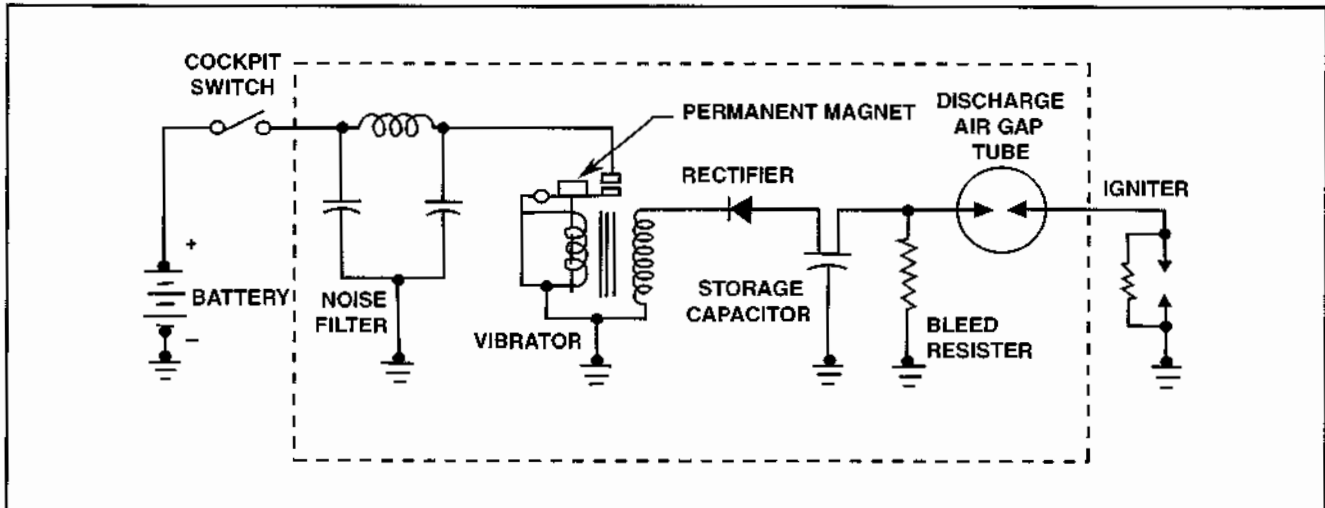 COCKPIT
SWITCH
PERMANENT MAGNET
DISCHARGE
AIR GAP
TUBE
RECTIFIER
IGNITER
+
BATTERY
−
NOISE
FILTER
VIBRATOR
STORAGE
CAPACITOR
BLEED
RESISTER